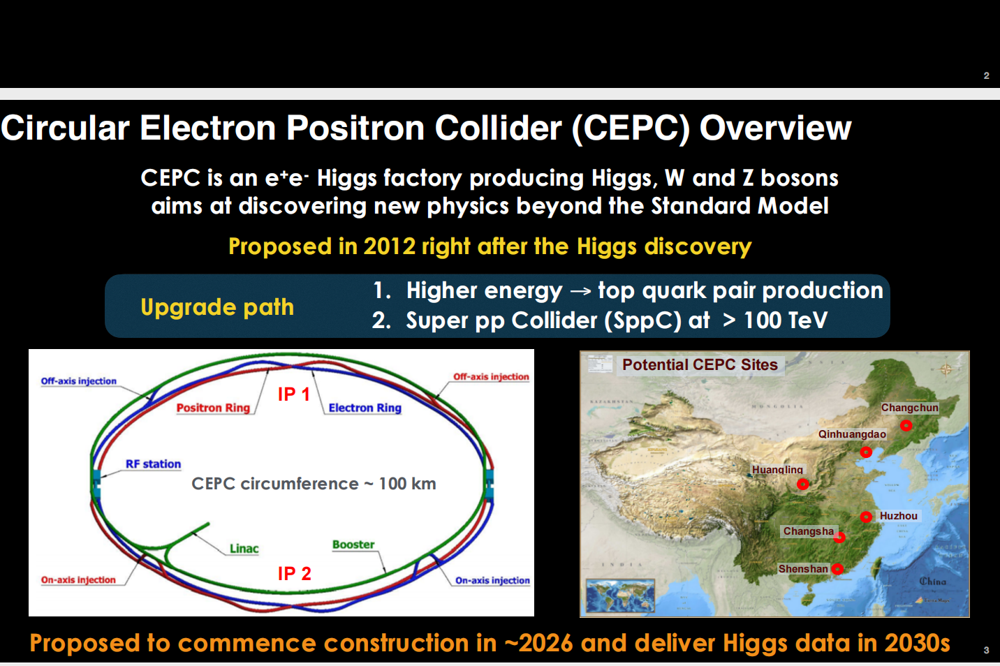 2
Circular Electron Positron Collider (CEPC) Overview
CEPC is an e⁺e⁻ Higgs factory producing Higgs, W and Z bosons
aims at discovering new physics beyond the Standard Model
Proposed in 2012 right after the Higgs discovery
Upgrade path
1. Higher energy → top quark pair production
2. Super pp Collider (SppC) at > 100 TeV
Off-axis injection
IP 1
Off-axis injection
Positron Ring
Electron Ring
RF station
CEPC circumference ~ 100 km
Linac
Booster
IP 2
On-axis injection
On-axis injection
Potential CEPC Sites
KAZAKHSTAN
MONGOLIA
Changchun
Qinhuangdao
Huangling
Huzhou
Changsha
Shenshan
INDIA
China
Proposed to commence construction in ~2026 and deliver Higgs data in 2030s
3